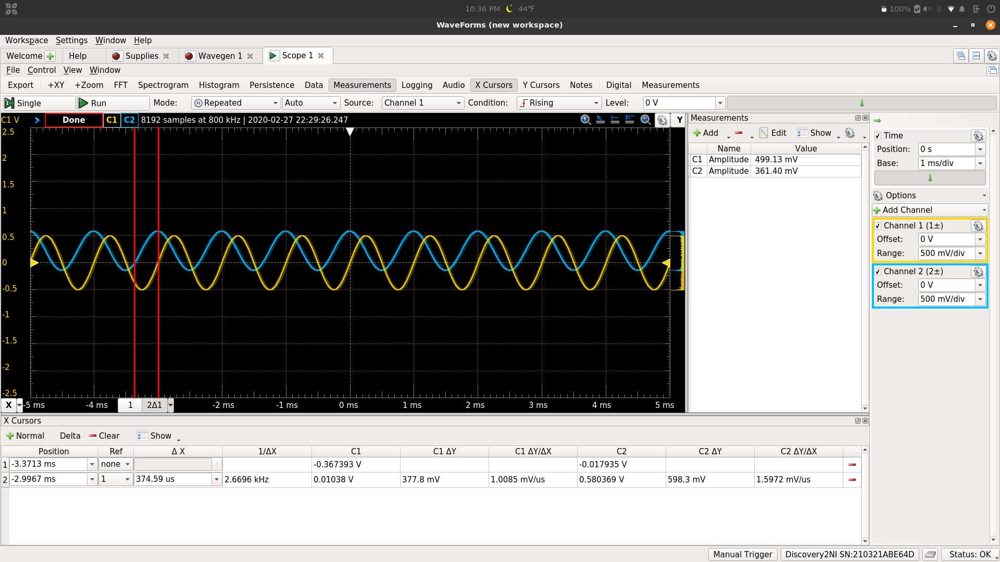 10:36 PM 44°F 100%
WaveForms (new workspace)
Workspace Settings Window Help
Welcome Help Supplies Wavegen 1 Scope 1
File Control View Window
Export +XY +Zoom FFT Spectrogram Histogram Persistence Data Measurements Logging Audio X Cursors Y Cursors Notes Digital Measurements
Single Run Mode: Repeated Auto Source: Channel 1 Condition: Rising Level: 0 V
C1 V Done C1 C2 8192 samples at 800 kHz | 2020-02-27 22:29:26.247 Y
2.5
2
1.5
1
0.5
0
-0.5
-1
-1.5
-2
-2.5
X -5 ms -4 ms 1 2Δ1 -2 ms -1 ms 0 ms 1 ms 2 ms 3 ms 4 ms 5 ms
Measurements
Add Edit Show
Name Value
C1 Amplitude 499.13 mV
C2 Amplitude 361.40 mV
Time
Position: 0 s
Base: 1 ms/div
Options
Add Channel
Channel 1 (1±)
Offset: 0 V
Range: 500 mV/div
Channel 2 (2±)
Offset: 0 V
Range: 500 mV/div
X Cursors
Normal Delta Clear Show
Position Ref Δ X 1/ΔX C1 C1 ΔY C1 ΔY/ΔX C2 C2 ΔY C2 ΔY/ΔX
1 -3.3713 ms none -0.367393 V -0.017935 V
2 -2.9967 ms 1 374.59 us 2.6696 kHz 0.01038 V 377.8 mV 1.0085 mV/us 0.580369 V 598.3 mV 1.5972 mV/us
Manual Trigger Discovery2NI SN:210321ABE64D Status: OK